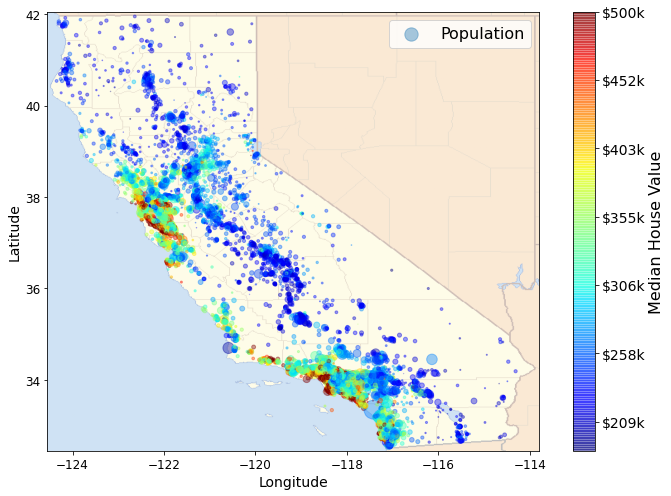 42
40
38
36
34
Latitude
−124
−122
−120
−118
−116
−114
Longitude
Population
$500k
$452k
$403k
$355k
$306k
$258k
$209k
Median House Value